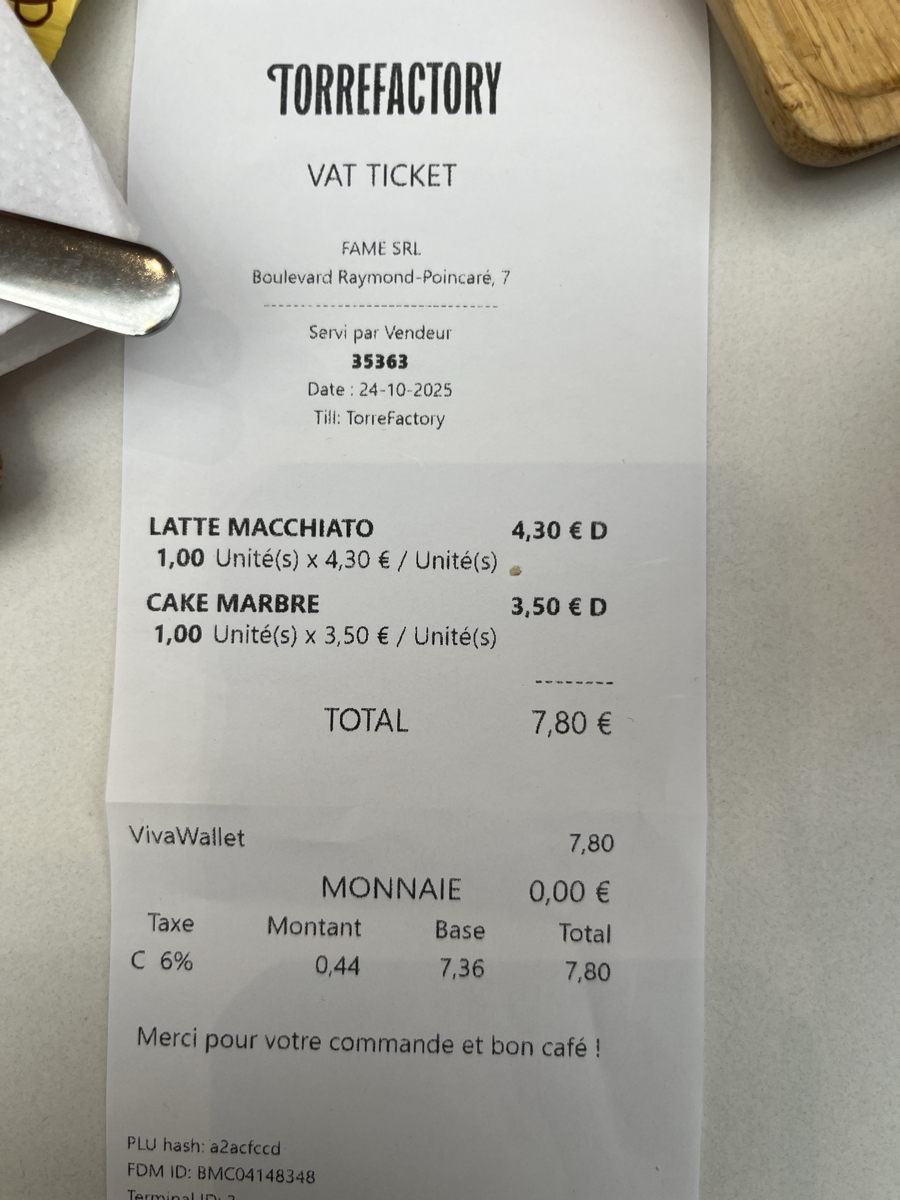 TORREFACTORY
VAT TICKET
FAME SRL
Boulevard Raymond-Poincaré, 7
------------------------------
Servi par Vendeur
35363
Date : 24-10-2025
Till: TorreFactory
LATTE MACCHIATO 4,30 € D
1,00 Unité(s) x 4,30 € / Unité(s)
CAKE MARBRE 3,50 € D
1,00 Unité(s) x 3,50 € / Unité(s)
--------
TOTAL 7,80 €
VivaWallet 7,80
MONNAIE 0,00 €
Taxe Montant Base Total
C 6% 0,44 7,36 7,80
Merci pour votre commande et bon café !
PLU hash: a2acfccd
FDM ID: BMC04148348
Terminal ID: